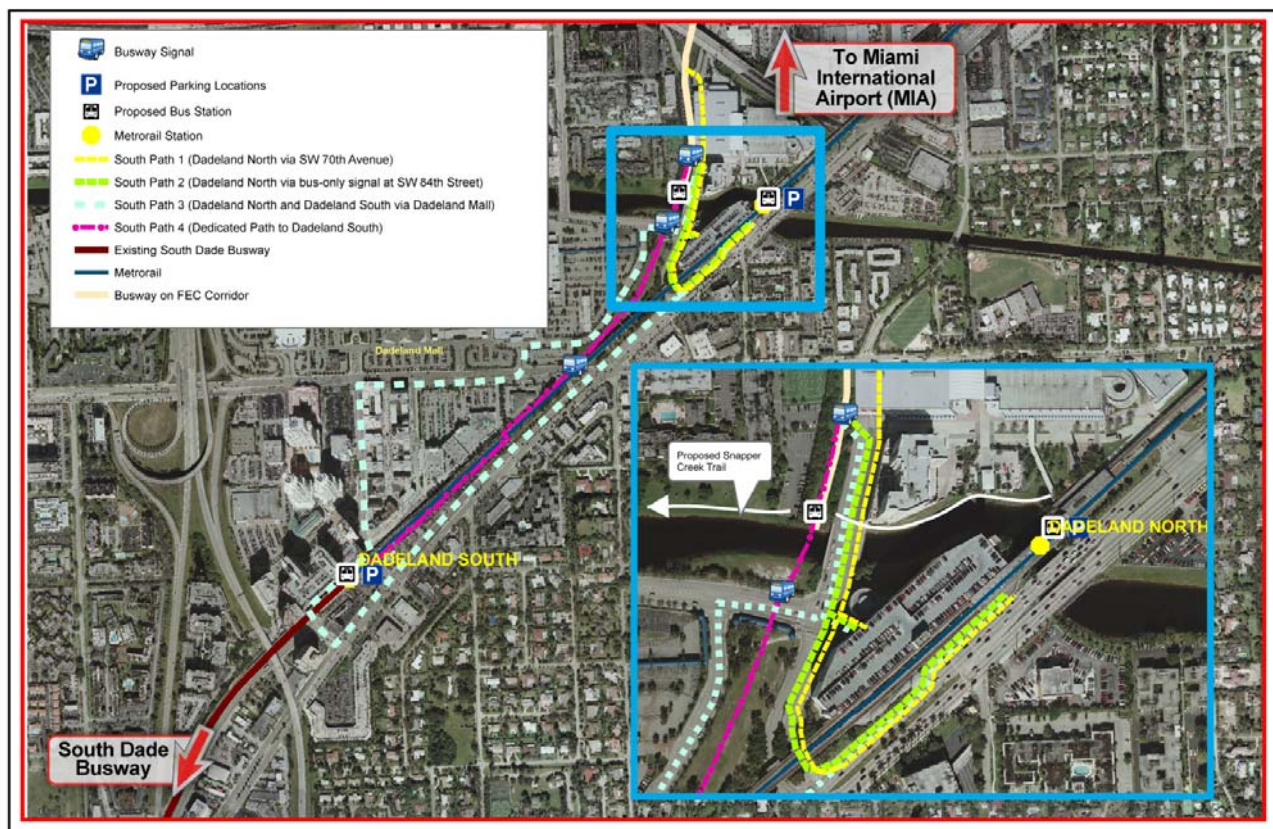 Busway Signal
P
Proposed Parking Locations
Proposed Bus Station
Metrorail Station
South Path 1 (Dadeland North via SW 70th Avenue)
South Path 2 (Dadeland North via bus-only signal at SW 84th Street)
South Path 3 (Dadeland North and Dadeland South via Dadeland Mall)
South Path 4 (Dedicated Path to Dadeland South)
Existing South Dade Busway
Metrorail
Busway on FEC Corridor
To Miami
International
Airport (MIA)
P
Dadeland Mall
Proposed Snapper
Creek Trail
DADELAND NORTH
DADELAND SOUTH
P
South Dade
Busway